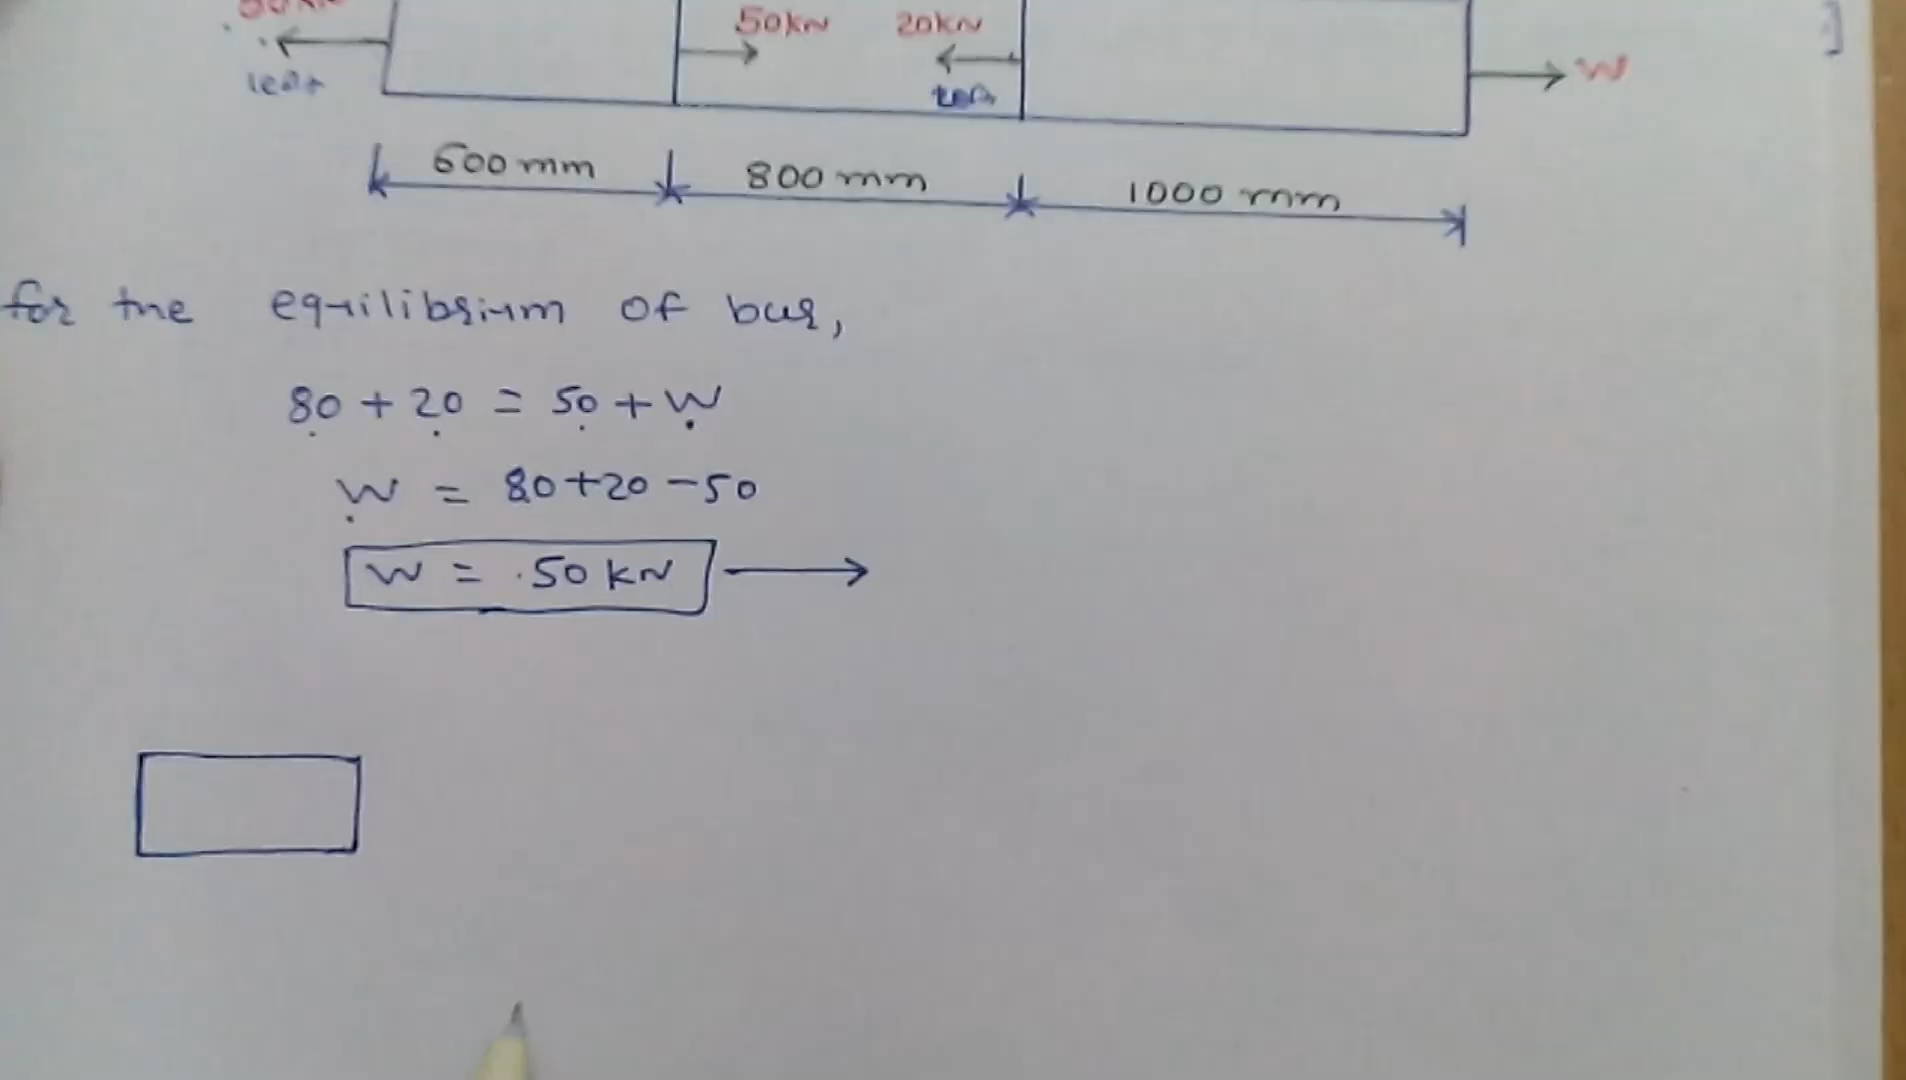 50kN 20kN
left W
600 mm 800 mm 1000 mm
for the equilibrium of bar,
80 + 20 = 50 + W
W = 80+20-50
W = 50 kN